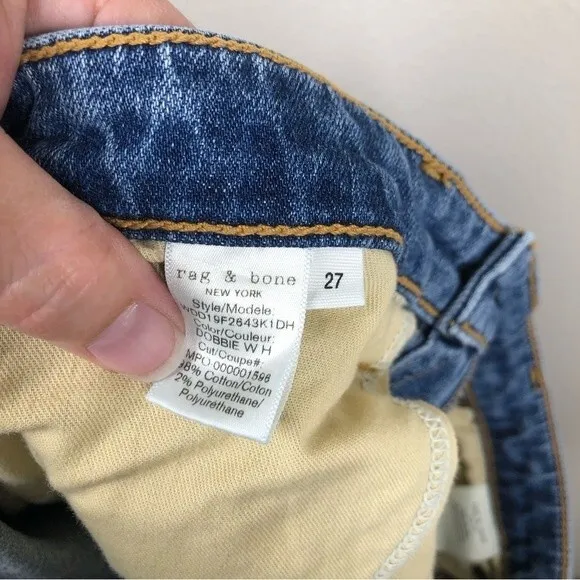 rag & bone
27
NEW YORK
Style/Modele:
WDD19F2643K1DH
Color/Couleur:
DOBBIE W H
Cut/Coupe#:
MPO 000001596
98% Cotton/Coton
2% Polyurethane/
Polyurethane